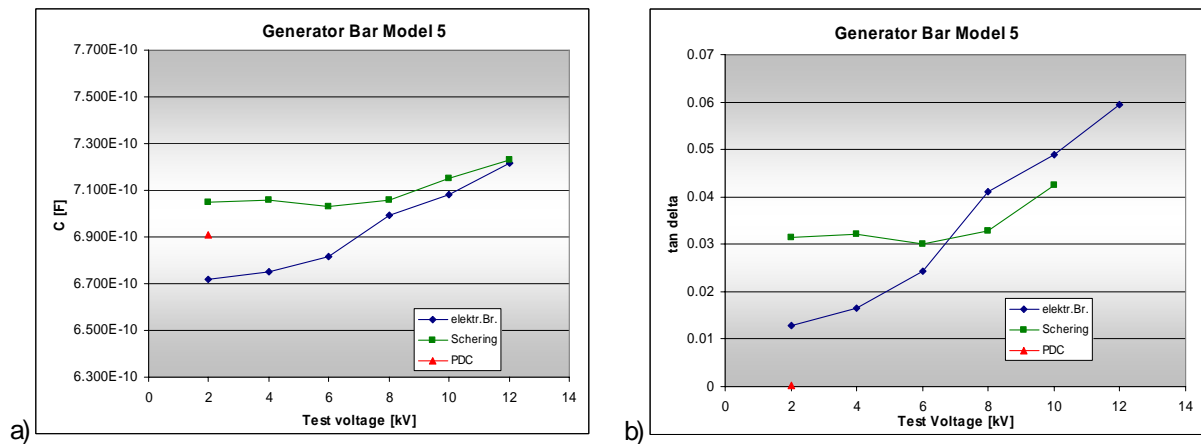 Generator Bar Model 5
7.700E-10
7.500E-10
7.300E-10
7.100E-10
6.900E-10
6.700E-10
6.500E-10
6.300E-10
C [F]
0 2 4 6 8 10 12 14
Test voltage [kV]
elektr.Br.
Schering
PDC
a)
Generator Bar Model 5
0.07
0.06
0.05
0.04
0.03
0.02
0.01
0
tan delta
0 2 4 6 8 10 12 14
Test Voltage [kV]
elektr.Br.
Schering
PDC
b)